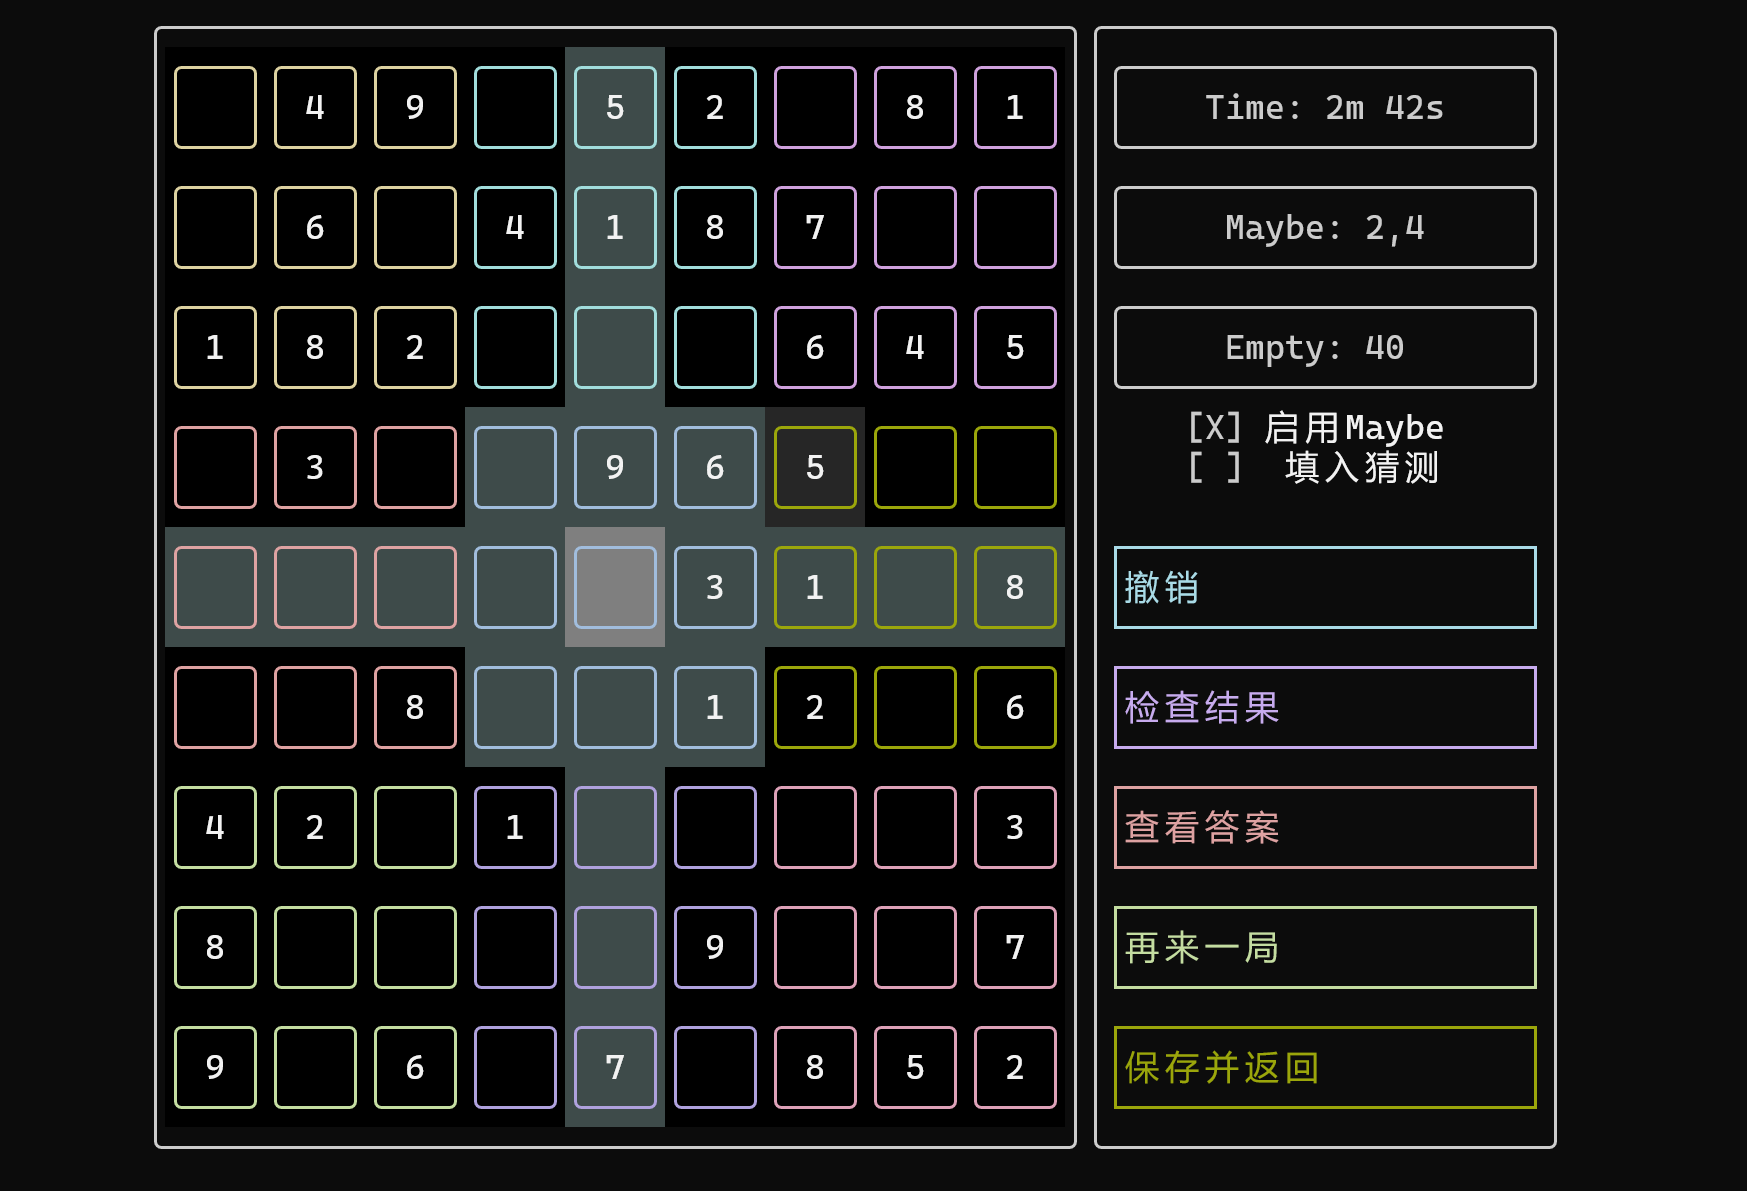 4 9 5 2 8 1
6 4 1 8 7
1 8 2 6 4 5
3 9 6 5
3 1 8
8 1 2 6
4 2 1 3
8 9 7
9 6 7 8 5 2
Time: 2m 42s
Maybe: 2,4
Empty: 40
[X] 启用Maybe
[ ] 填入猜测
撤销
检查结果
查看答案
再来一局
保存并返回